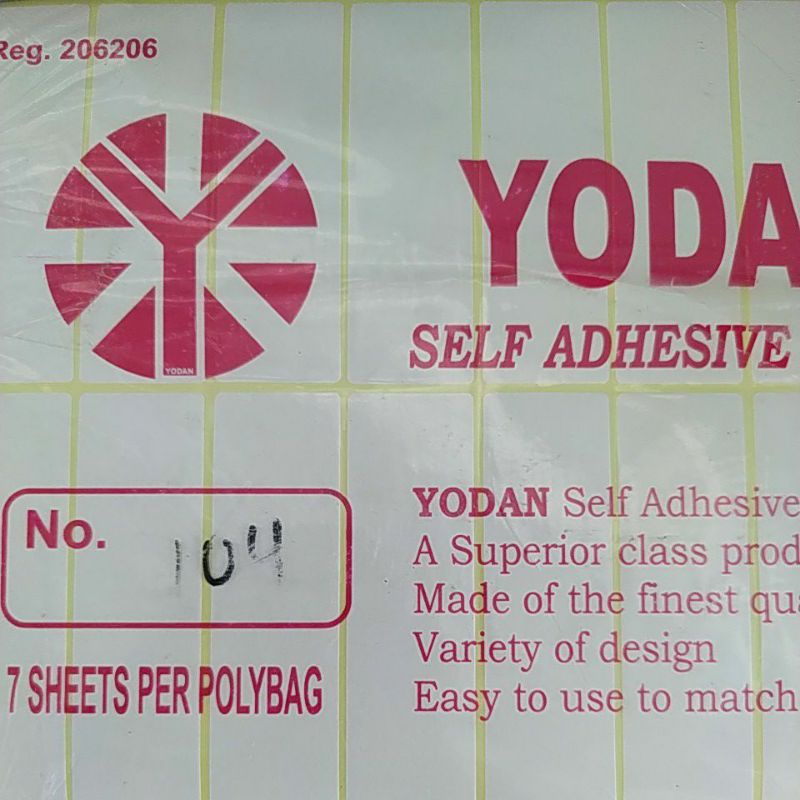 Reg. 206206
YODAN
YODA
SELF ADHESIVE
No. 104
7 SHEETS PER POLYBAG
YODAN Self Adhesive
A Superior class prod
Made of the finest qua
Variety of design
Easy to use to match